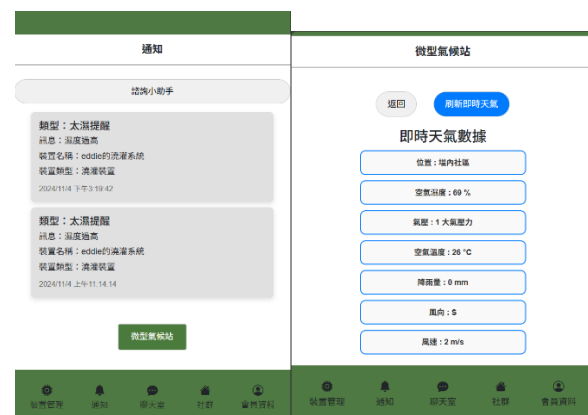 通知
諮詢小助手
類型：太濕提醒
訊息：濕度過高
裝置名稱：eddie的澆灌系統
裝置類型：澆灌裝置
2024/11/4 下午3:19:42
類型：太濕提醒
訊息：濕度過高
裝置名稱：eddie的澆灌系統
裝置類型：澆灌裝置
2024/11/4 上午11:14:14
微型氣候站
裝置管理
通知
聊天室
社群
會員資料
微型氣候站
返回
刷新即時天氣
即時天氣數據
位置：堛內社區
空氣濕度：69 %
氣壓：1 大氣壓力
空氣溫度：26 °C
降雨量：0 mm
風向：S
風速：2 m/s
裝置管理
通知
聊天室
社群
會員資料